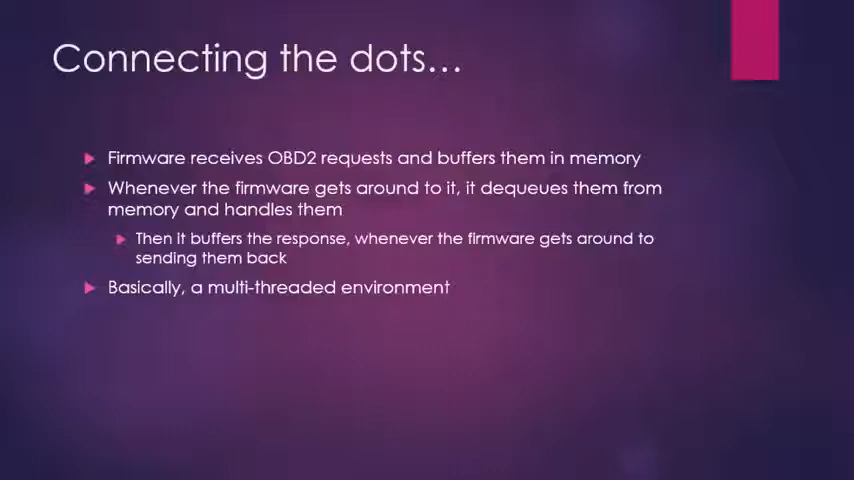 Connecting the dots…
Firmware receives OBD2 requests and buffers them in memory
Whenever the firmware gets around to it, it dequeues them from
memory and handles them
Then it buffers the response, whenever the firmware gets around to
sending them back
Basically, a multi-threaded environment